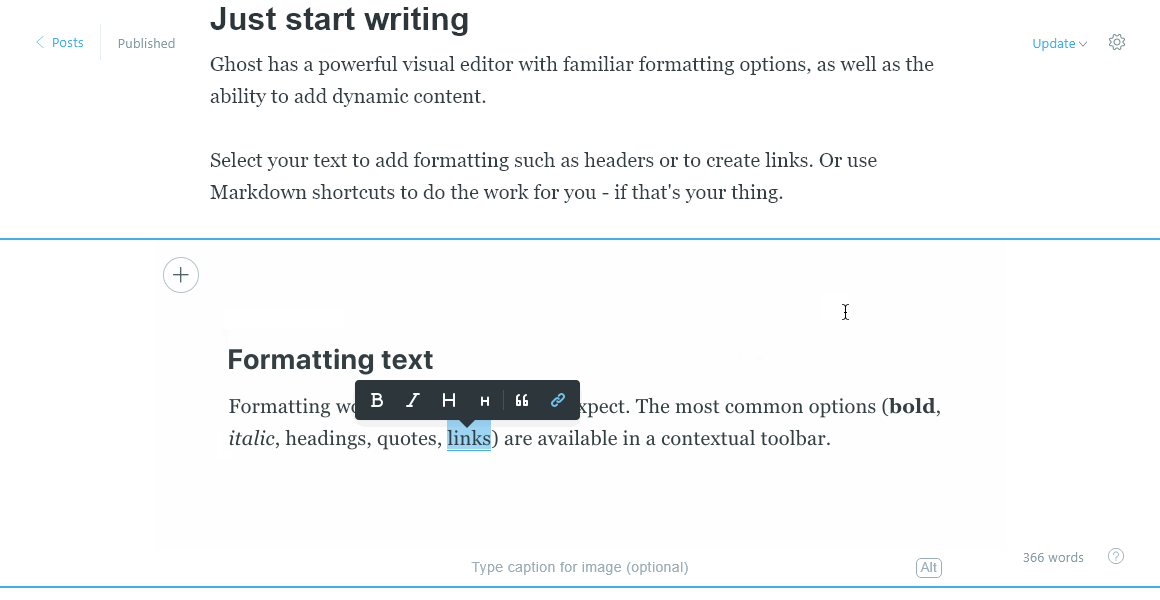 Just start writing
Posts
Published
Update
Ghost has a powerful visual editor with familiar formatting options, as well as the
ability to add dynamic content.
Select your text to add formatting such as headers or to create links. Or use
Markdown shortcuts to do the work for you - if that's your thing.
Formatting text
B I H H
Formatting xpect. The most common options (bold,
italic, headings, quotes, links) are available in a contextual toolbar.
366 words
?
Type caption for image (optional)
Alt